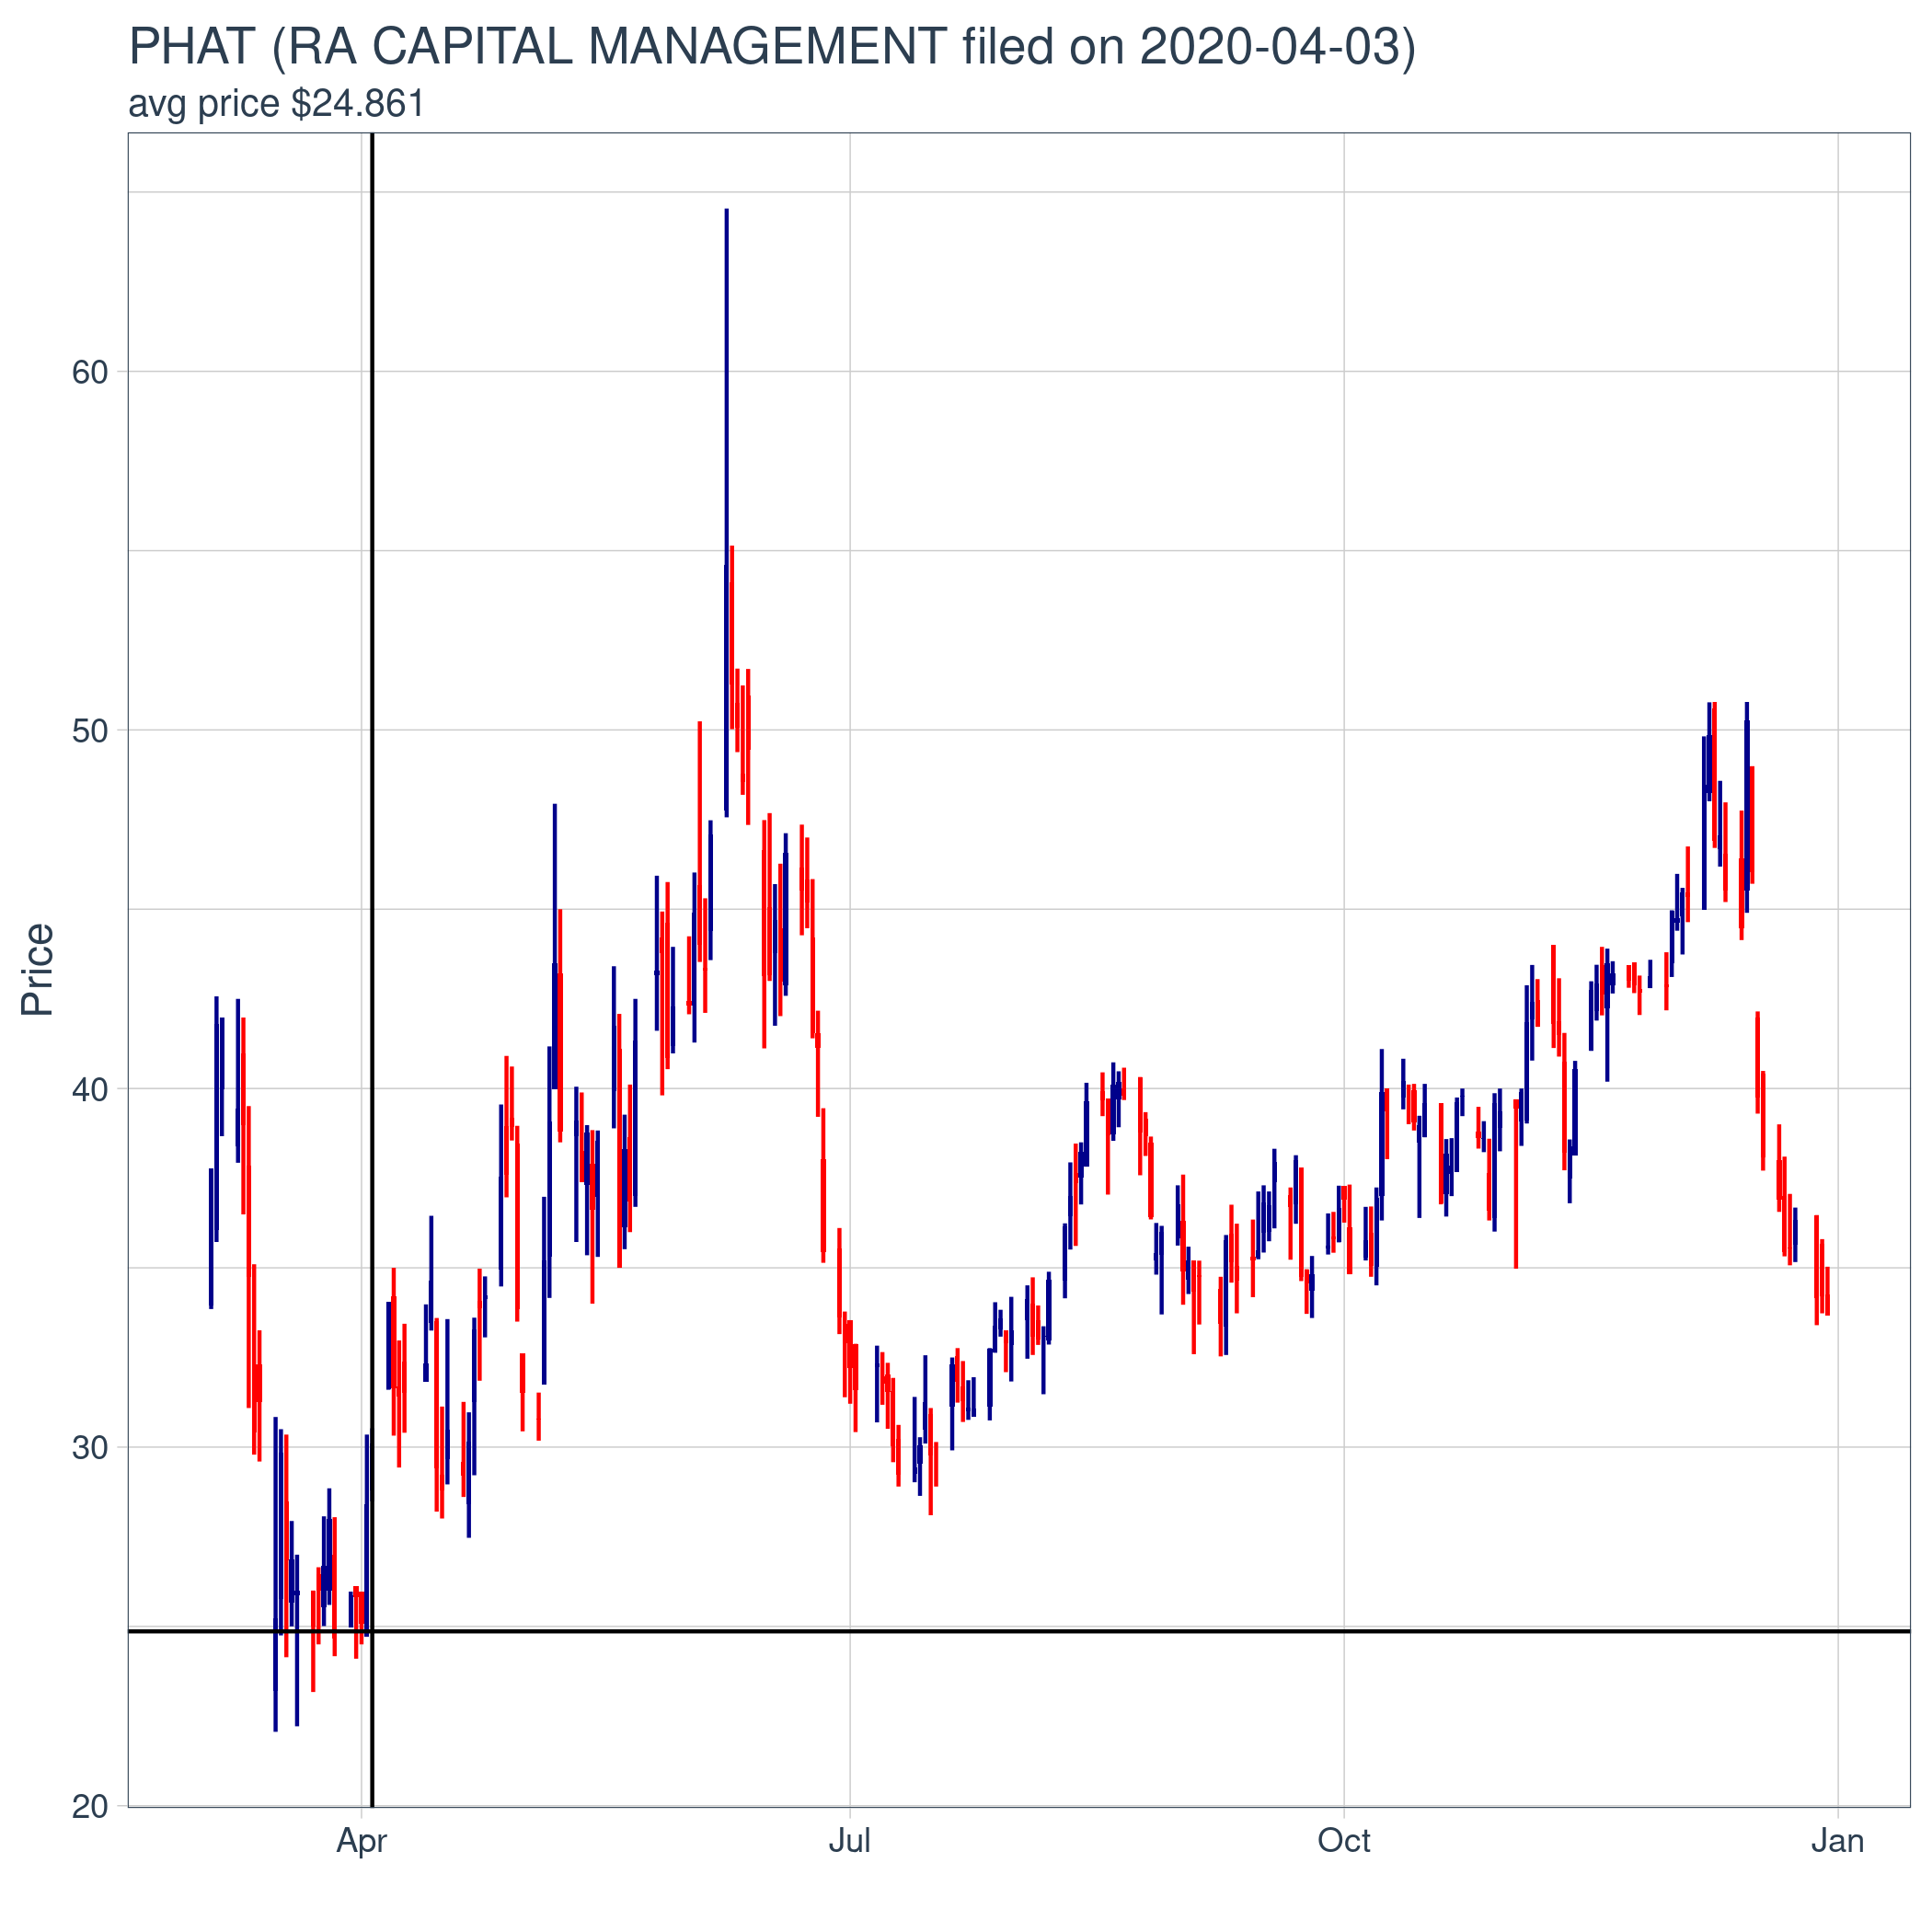 PHAT (RA CAPITAL MANAGEMENT filed on 2020-04-03)
avg price $24.861
Price
60
50
40
30
20
Apr
Jul
Oct
Jan